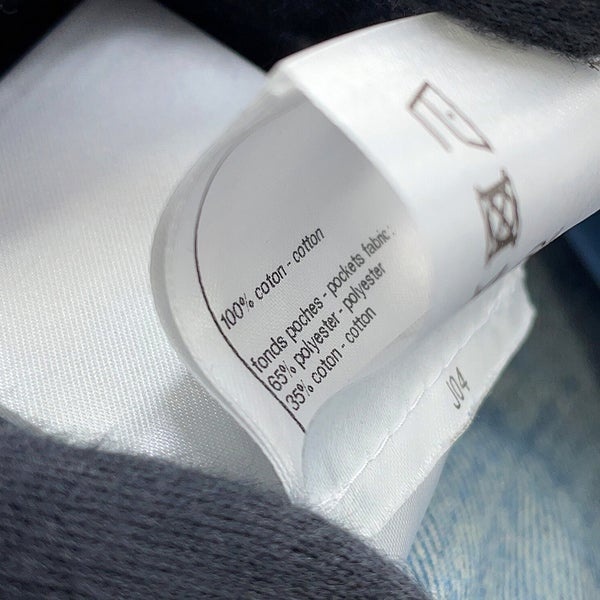 100% coton - cotton
fonds poches - pockets fabric
65% polyester - polyester
35% coton - cotton
J04